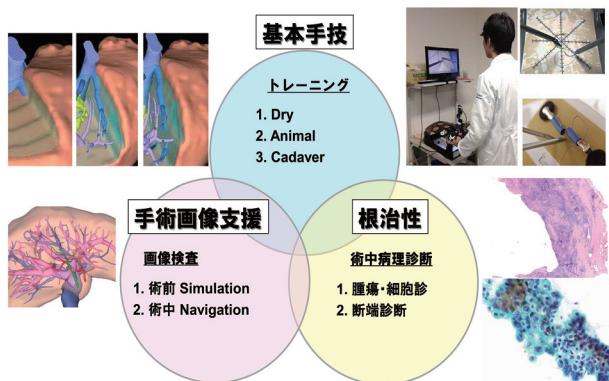 基本手技
トレーニング
1. Dry
2. Animal
3. Cadaver
手術画像支援
画像検査
1. 術前 Simulation
2. 術中 Navigation
根治性
術中病理診断
1. 腫瘍・細胞診
2. 断端診断